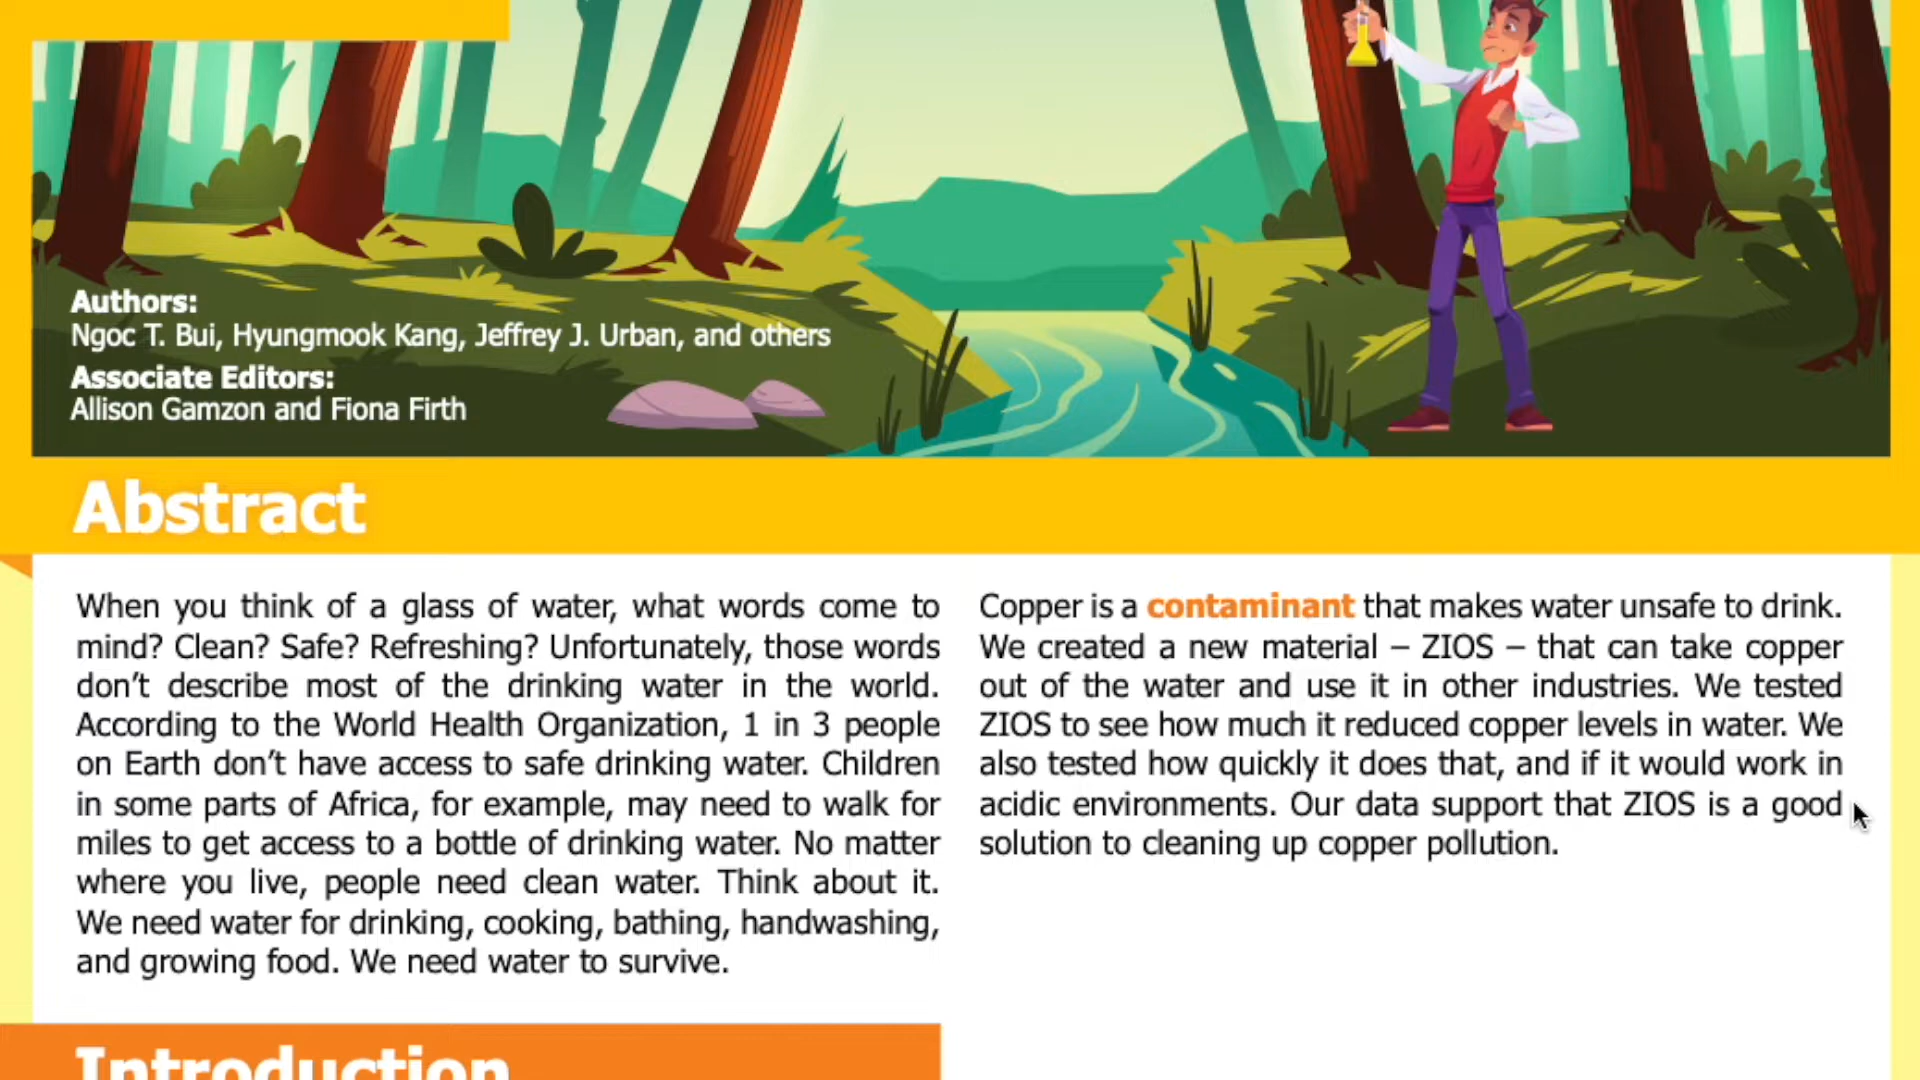 Authors:
Ngoc T. Bui, Hyungmook Kang, Jeffrey J. Urban, and others
Associate Editors:
Allison Gamzon and Fiona Firth
Abstract
When you think of a glass of water, what words come to
mind? Clean? Safe? Refreshing? Unfortunately, those words
don’t describe most of the drinking water in the world.
According to the World Health Organization, 1 in 3 people
on Earth don’t have access to safe drinking water. Children
in some parts of Africa, for example, may need to walk for
miles to get access to a bottle of drinking water. No matter
where you live, people need clean water. Think about it.
We need water for drinking, cooking, bathing, handwashing,
and growing food. We need water to survive.
Copper is a contaminant that makes water unsafe to drink.
We created a new material – ZIOS – that can take copper
out of the water and use it in other industries. We tested
ZIOS to see how much it reduced copper levels in water. We
also tested how quickly it does that, and if it would work in
acidic environments. Our data support that ZIOS is a good
solution to cleaning up copper pollution.
Introduction